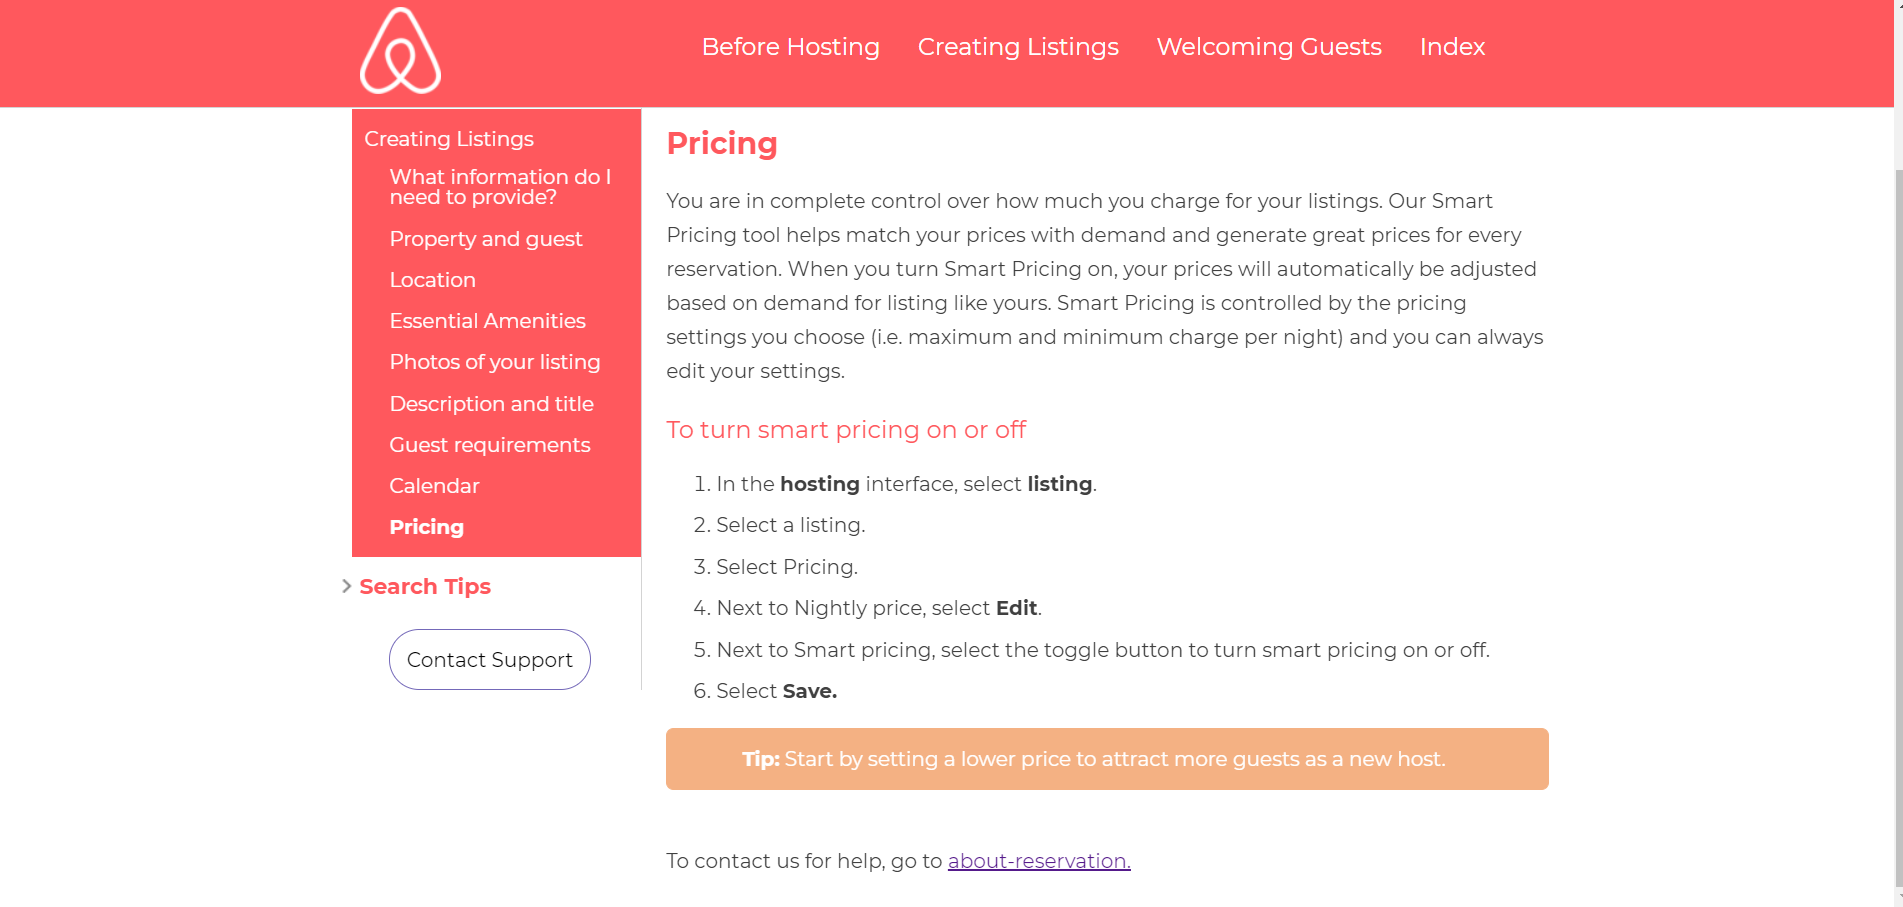 Before Hosting Creating Listings Welcoming Guests Index
Creating Listings
What information do I
need to provide?
Property and guest
Location
Essential Amenities
Photos of your listing
Description and title
Guest requirements
Calendar
Pricing
Search Tips
Contact Support
Pricing
You are in complete control over how much you charge for your listings. Our Smart
Pricing tool helps match your prices with demand and generate great prices for every
reservation. When you turn Smart Pricing on, your prices will automatically be adjusted
based on demand for listing like yours. Smart Pricing is controlled by the pricing
settings you choose (i.e. maximum and minimum charge per night) and you can always
edit your settings.
To turn smart pricing on or off
1. In the hosting interface, select listing.
2. Select a listing.
3. Select Pricing.
4. Next to Nightly price, select Edit.
5. Next to Smart pricing, select the toggle button to turn smart pricing on or off.
6. Select Save.
Tip: Start by setting a lower price to attract more guests as a new host.
To contact us for help, go to about-reservation.